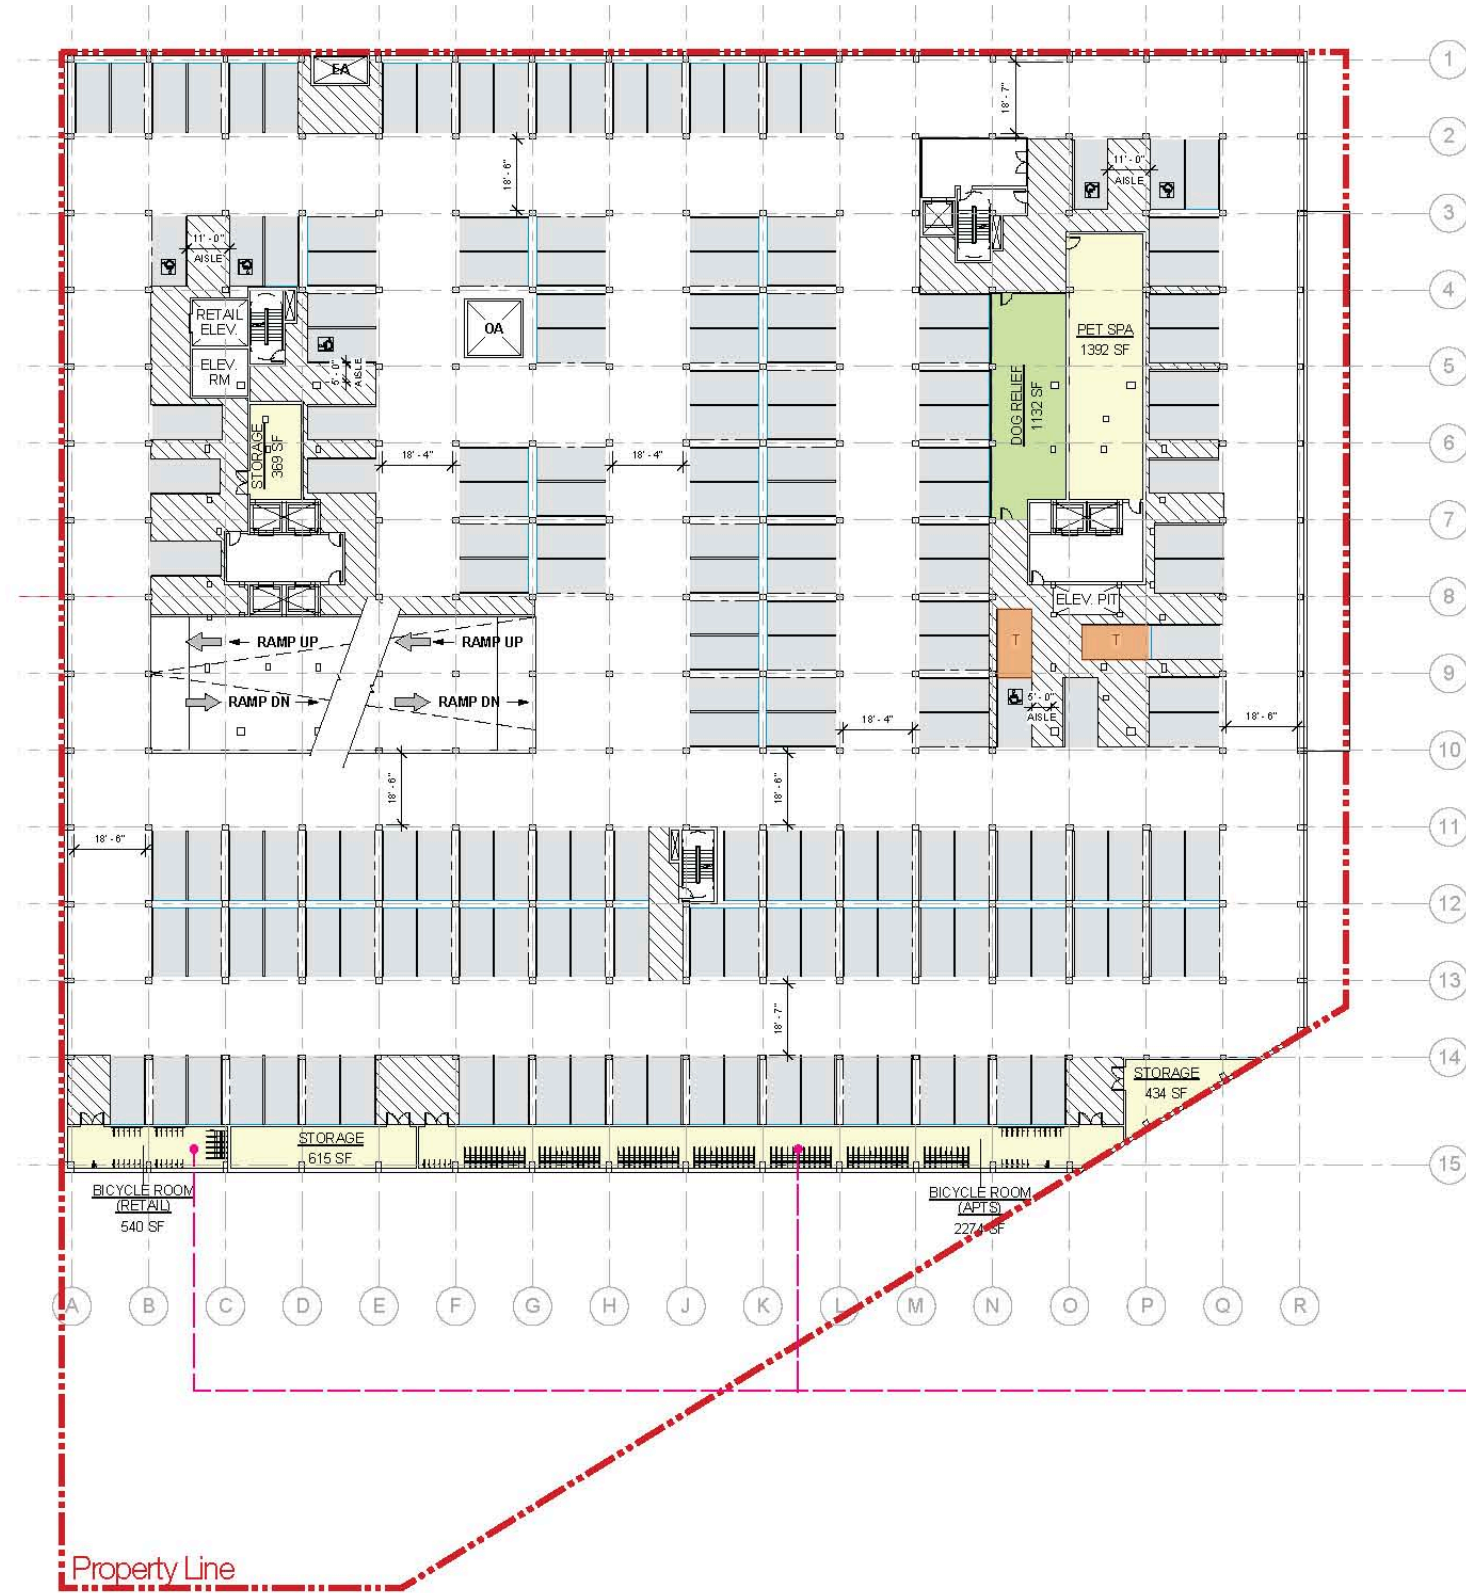 EA
1
18' - 7"
2
18' - 6"
11' - 0"
AISLE
3
11' - 0"
AISLE
4
RETAIL
ELEV.
OA
PET SPA
1392 SF
ELEV.
RM
5' - 0"
AISLE
5
DOG RELIEF
1132 SF
STORAGE
369 SF
18' - 4"
18' - 4"
6
7
ELEV. PIT
8
RAMP UP
RAMP UP
T
T
9
RAMP DN
RAMP DN
5' - 0"
AISLE
18' - 4"
18' - 6"
10
18' - 6"
18' - 6"
11
18' - 6"
12
13
18' - 7"
14
STORAGE
434 SF
STORAGE
615 SF
15
BICYCLE ROOM
(RETAIL)
540 SF
BICYCLE ROOM
(APTS)
2274 SF
A B C D E F G H J K L M N O P Q R
Property Line